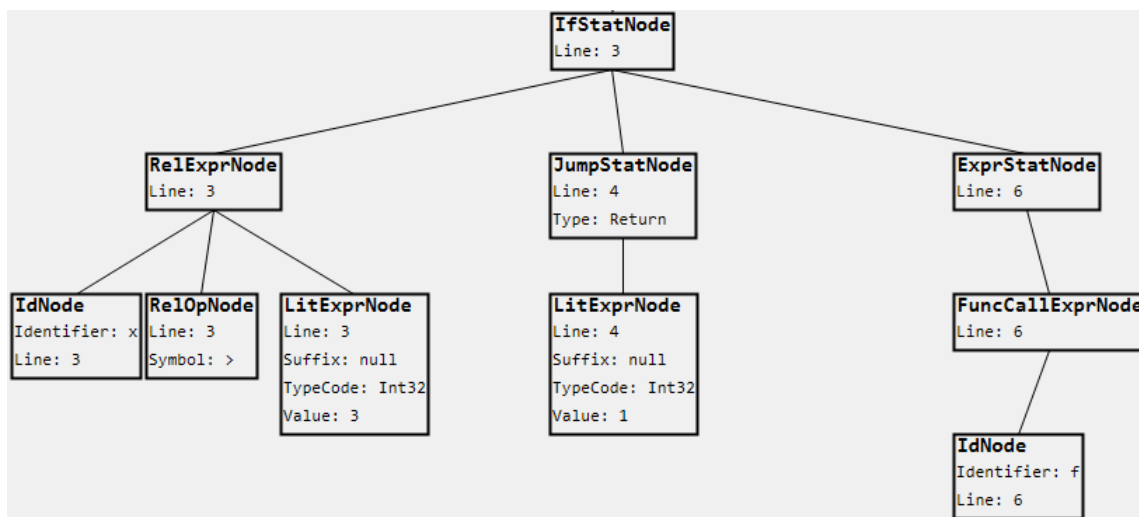 IfStatNode
Line: 3
RelExprNode
Line: 3
JumpStatNode
Line: 4
Type: Return
ExprStatNode
Line: 6
IdNode
Identifier: x
Line: 3
RelOpNode
Line: 3
Symbol: >
LitExprNode
Line: 3
Suffix: null
TypeCode: Int32
Value: 3
LitExprNode
Line: 4
Suffix: null
TypeCode: Int32
Value: 1
FuncCallExprNode
Line: 6
IdNode
Identifier: f
Line: 6